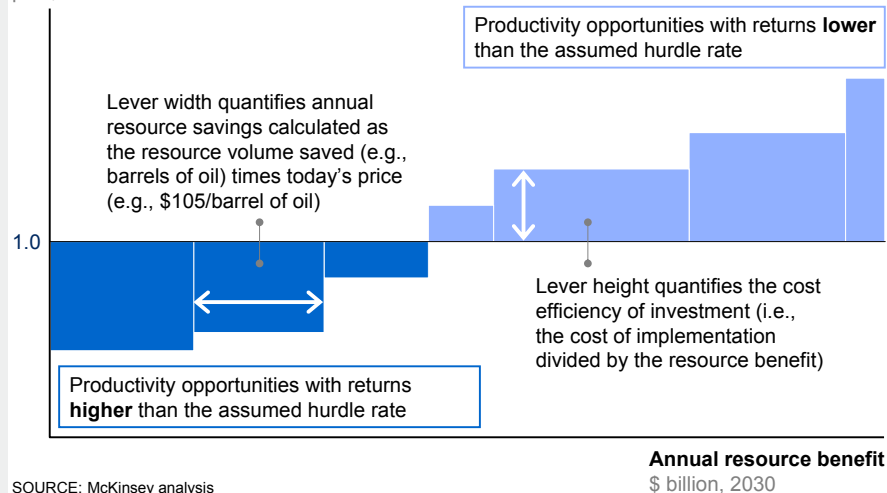 Productivity opportunities with returns lower
than the assumed hurdle rate
Lever width quantifies annual
resource savings calculated as
the resource volume saved (e.g.,
barrels of oil) times today's price
(e.g., $105/barrel of oil)
1.0
Lever height quantifies the cost
efficiency of investment (i.e.,
the cost of implementation
divided by the resource benefit)
Productivity opportunities with returns
higher than the assumed hurdle rate
Annual resource benefit
$ billion, 2030
SOURCE: McKinsey analysis